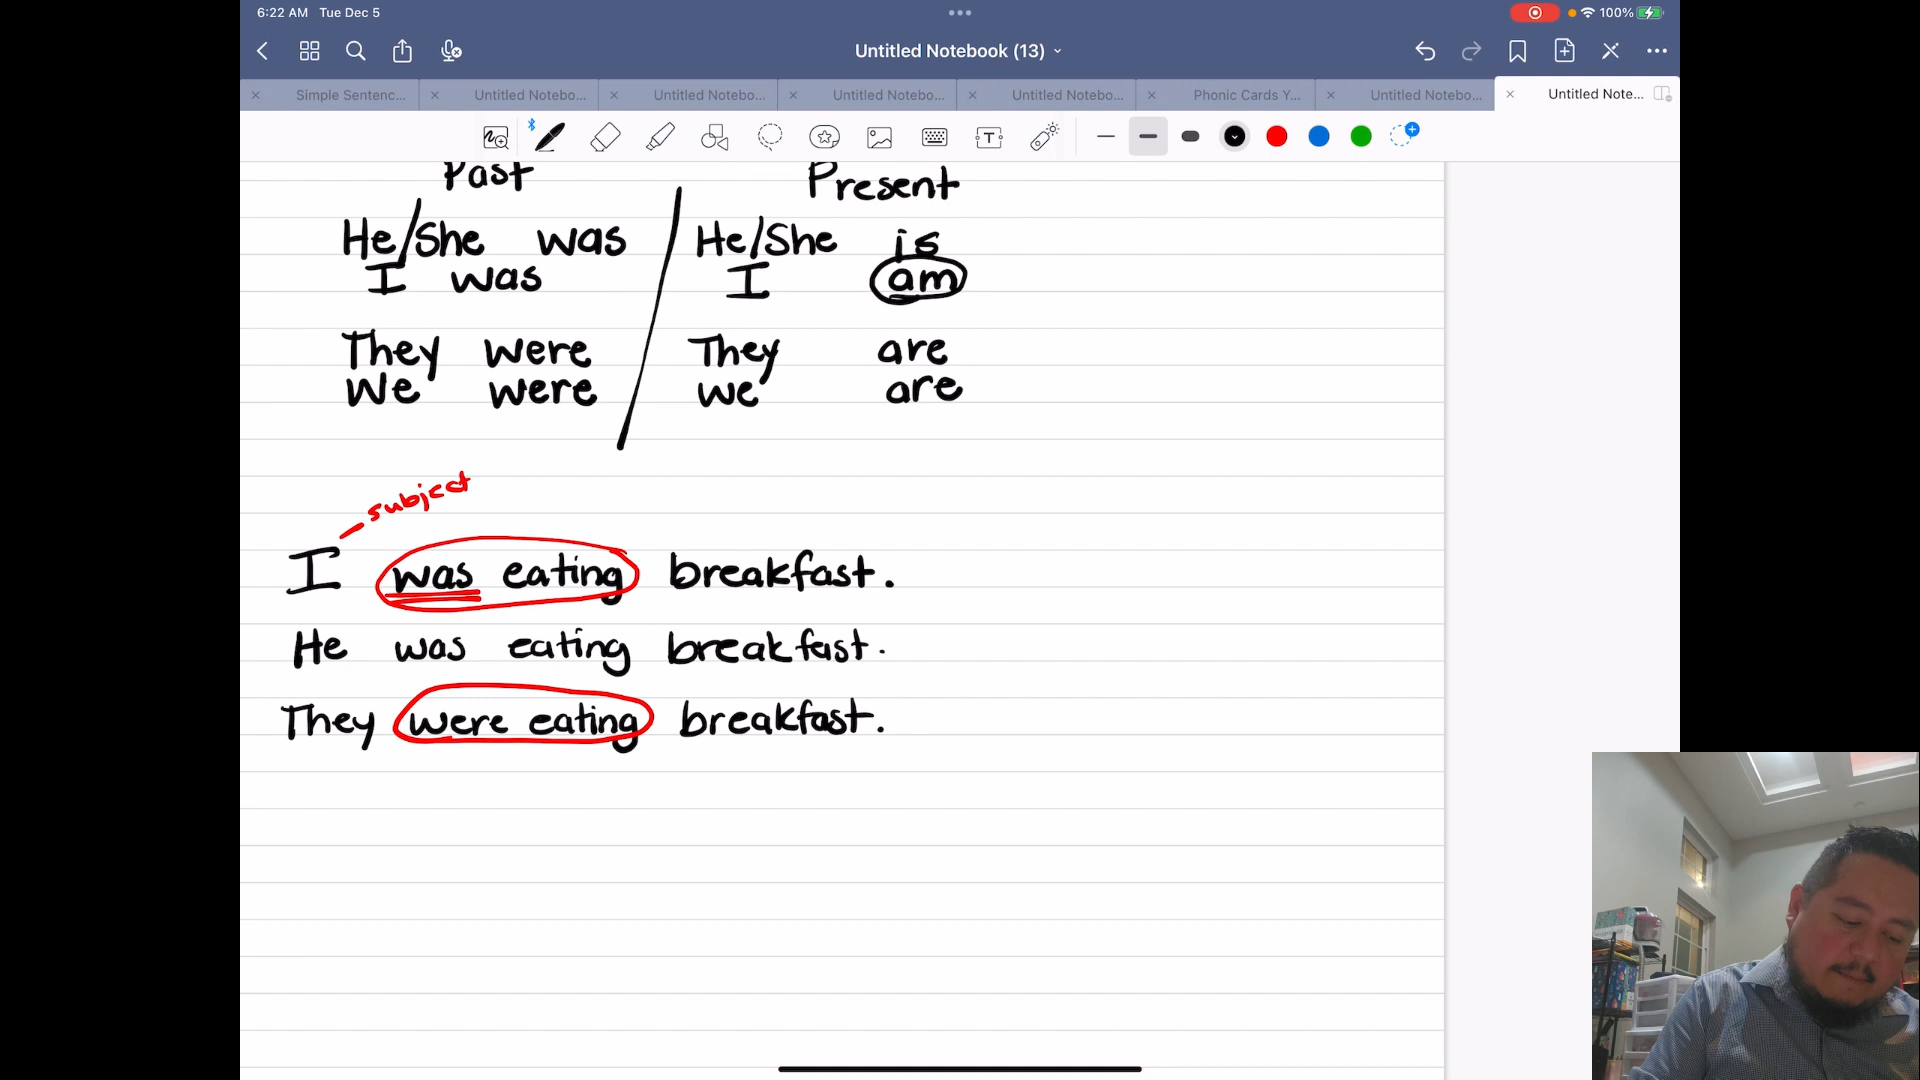 6:22 AM Tue Dec 5
100%
Untitled Notebook (13)
Simple Sentenc...
Untitled Notebo...
Untitled Notebo...
Untitled Notebo...
Untitled Notebo...
Phonic Cards Y...
Untitled Notebo...
Untitled Note...
Past Present
He/She was He/She is
I was I am
They were They are
We were we are
subject
I was eating breakfast.
He was eating breakfast.
They were eating breakfast.